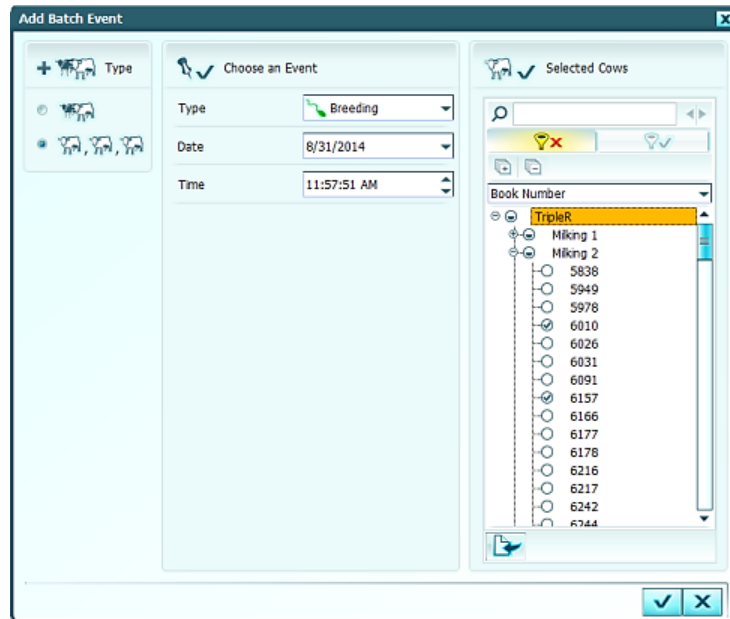 Add Batch Event
Type
Choose an Event
Type
Breeding
Date
8/31/2014
Time
11:57:51 AM
Selected Cows
Book Number
TripleR
Milking 1
Milking 2
5838
5949
5978
6010
6026
6031
6091
6157
6166
6177
6178
6216
6217
6242
6244